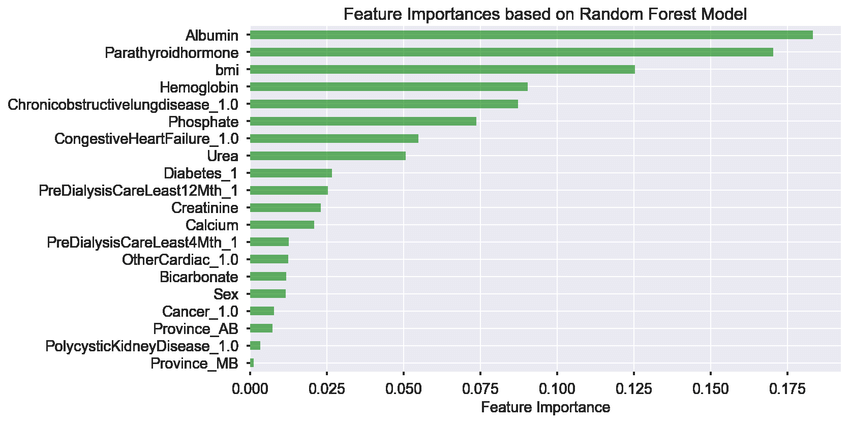 Feature Importances based on Random Forest Model
Albumin
Parathyroidhormone
bmi
Hemoglobin
Chronicobstructivelungdisease_1.0
Phosphate
CongestiveHeartFailure_1.0
Urea
Diabetes_1
PreDialysisCareLeast12Mth_1
Creatinine
Calcium
PreDialysisCareLeast4Mth_1
OtherCardiac_1.0
Bicarbonate
Sex
Cancer_1.0
Province_AB
PolycysticKidneyDisease_1.0
Province_MB
0.000 0.025 0.050 0.075 0.100 0.125 0.150 0.175
Feature Importance